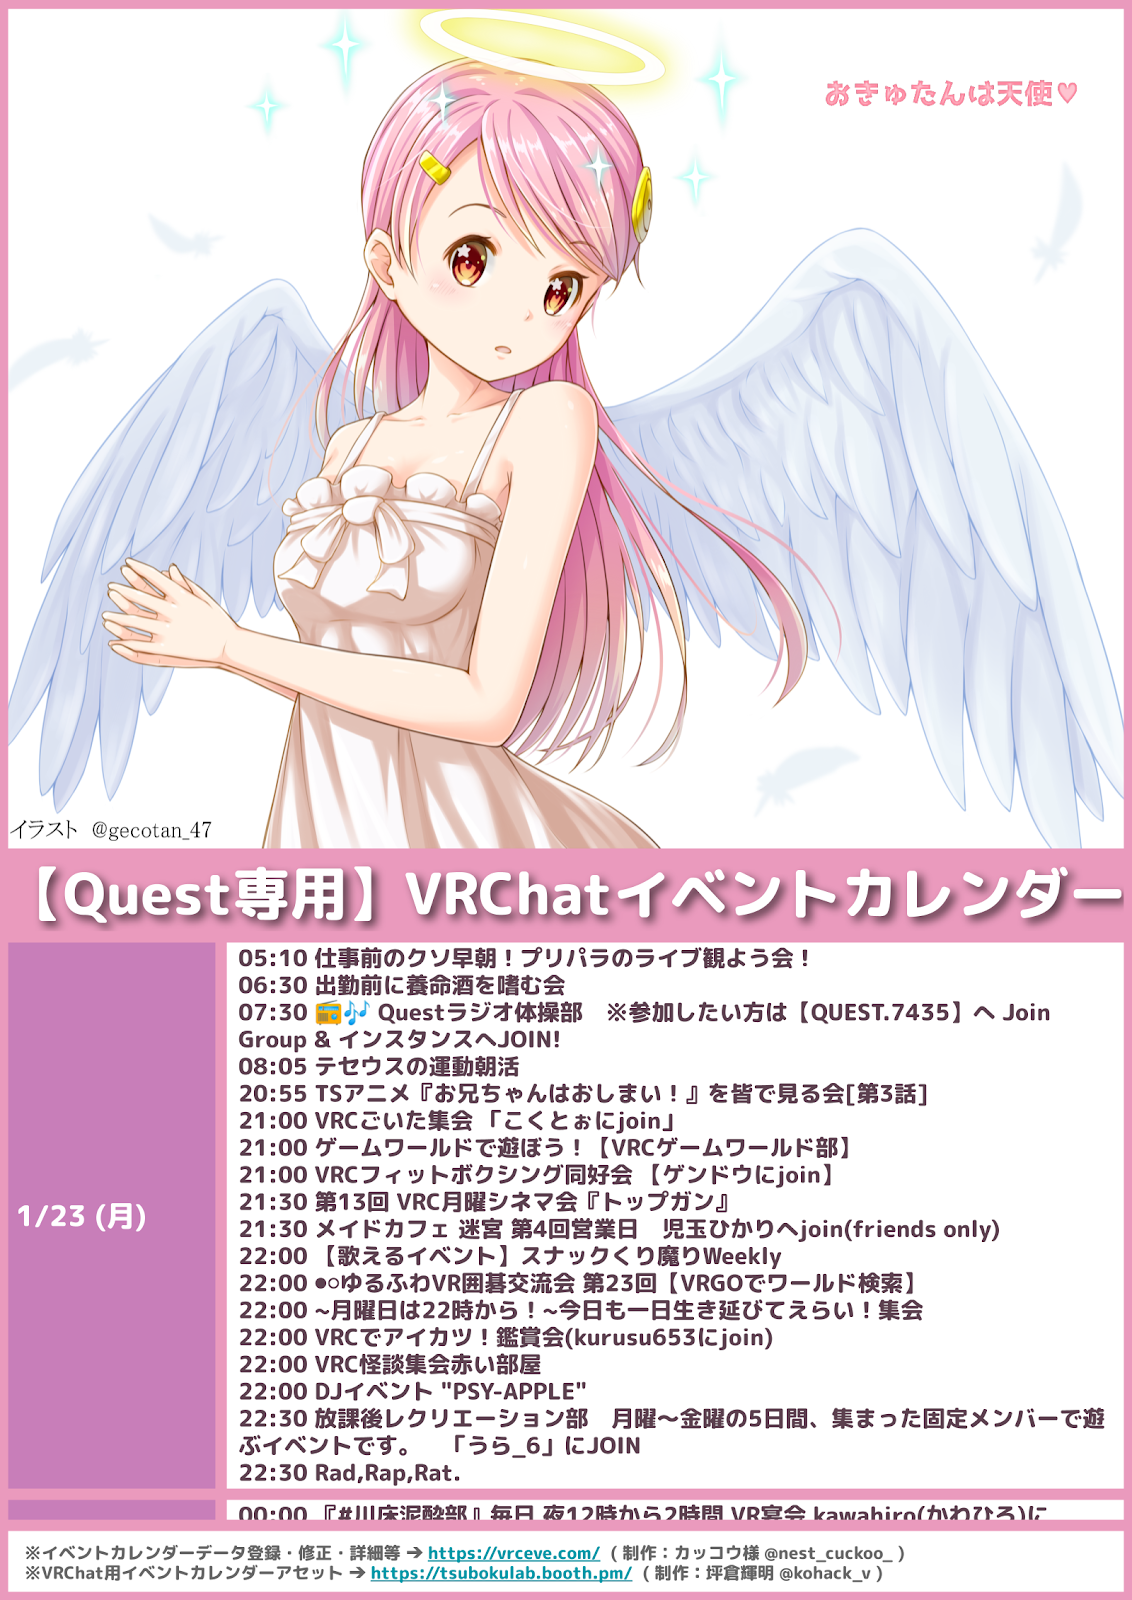 おきゅたんは天使♥
イラスト @gecotan_47
【Quest専用】VRChatイベントカレンダー
1/23 (月)
05:10 仕事前のクソ早朝！プリパラのライブ観よう会！
06:30 出勤前に養命酒を嗜む会
07:30 📻🎶 Questラジオ体操部　※参加したい方は【QUEST.7435】へ Join
Group & インスタンスへJOIN!
08:05 テセウスの運動朝活
20:55 TSアニメ『お兄ちゃんはおしまい！』を皆で見る会[第3話]
21:00 VRCごいた集会 「こくとぉにjoin」
21:00 ゲームワールドで遊ぼう！【VRCゲームワールド部】
21:00 VRCフィットボクシング同好会 【ゲンドウにjoin】
21:30 第13回 VRC月曜シネマ会『トップガン』
21:30 メイドカフェ 迷宮 第4回営業日　児玉ひかりへjoin(friends only)
22:00 【歌えるイベント】スナックくり魔りWeekly
22:00 ⚫︎⚪︎ゆるふわVR囲碁交流会 第23回【VRGOでワールド検索】
22:00 ~月曜日は22時から！~今日も一日生き延びてえらい！集会
22:00 VRCでアイカツ！鑑賞会(kurusu653にjoin)
22:00 VRC怪談集会赤い部屋
22:00 DJイベント "PSY-APPLE"
22:30 放課後レクリエーション部　月曜～金曜の5日間、集まった固定メンバーで遊
ぶイベントです。　「うら_6」にJOIN
22:30 Rad,Rap,Rat.
00:00 『#川床泥酔部』毎日 夜12時から2時間 VR宴会 kawahiro(かわひろ)に
※イベントカレンダーデータ登録・修正・詳細等 ➔ https://vrceve.com/ ( 制作：カッコウ様 @nest_cuckoo_ )
※VRChat用イベントカレンダーアセット ➔ https://tsubokulab.booth.pm/ ( 制作：坪倉輝明 @kohack_v )